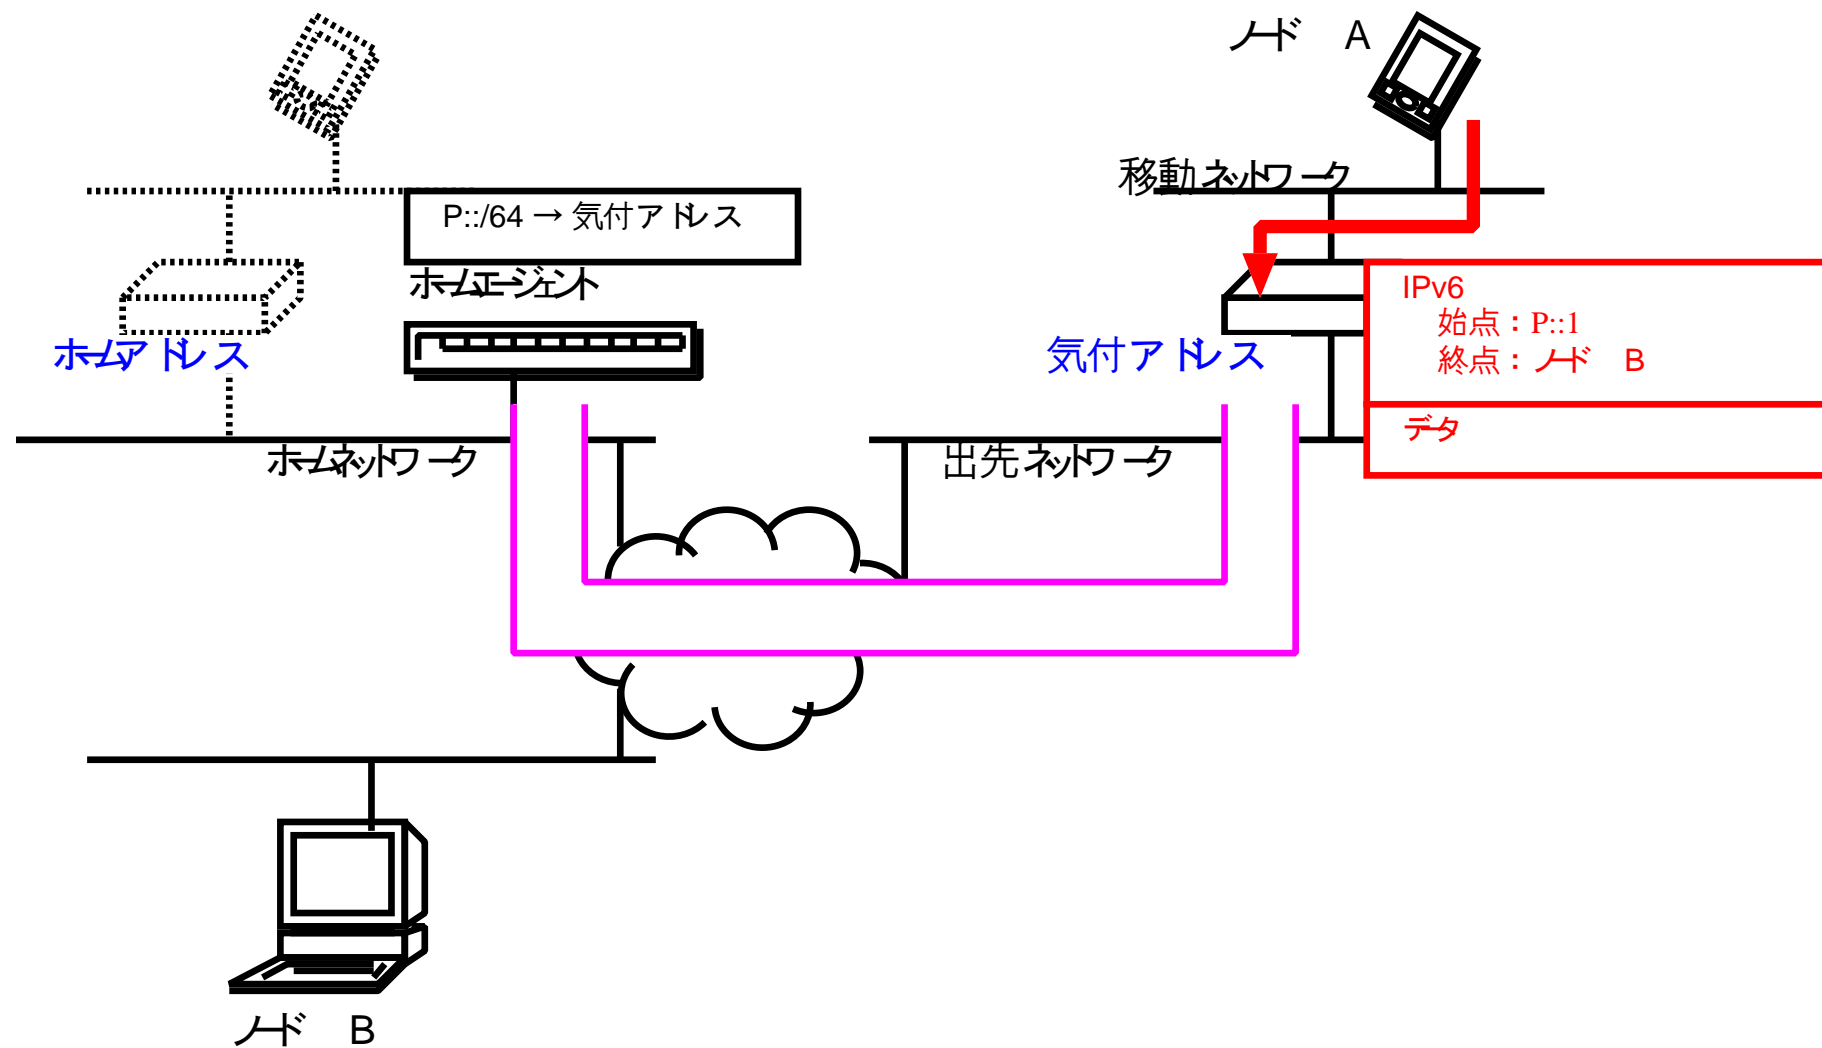 ノード A
移動ネットワーク
P::/64 → 気付アドレス
ホームエージェント
IPv6
始点：P::1
終点：ノード B
データ
ホームアドレス
気付アドレス
ホームネットワーク
出先ネットワーク
ノード B